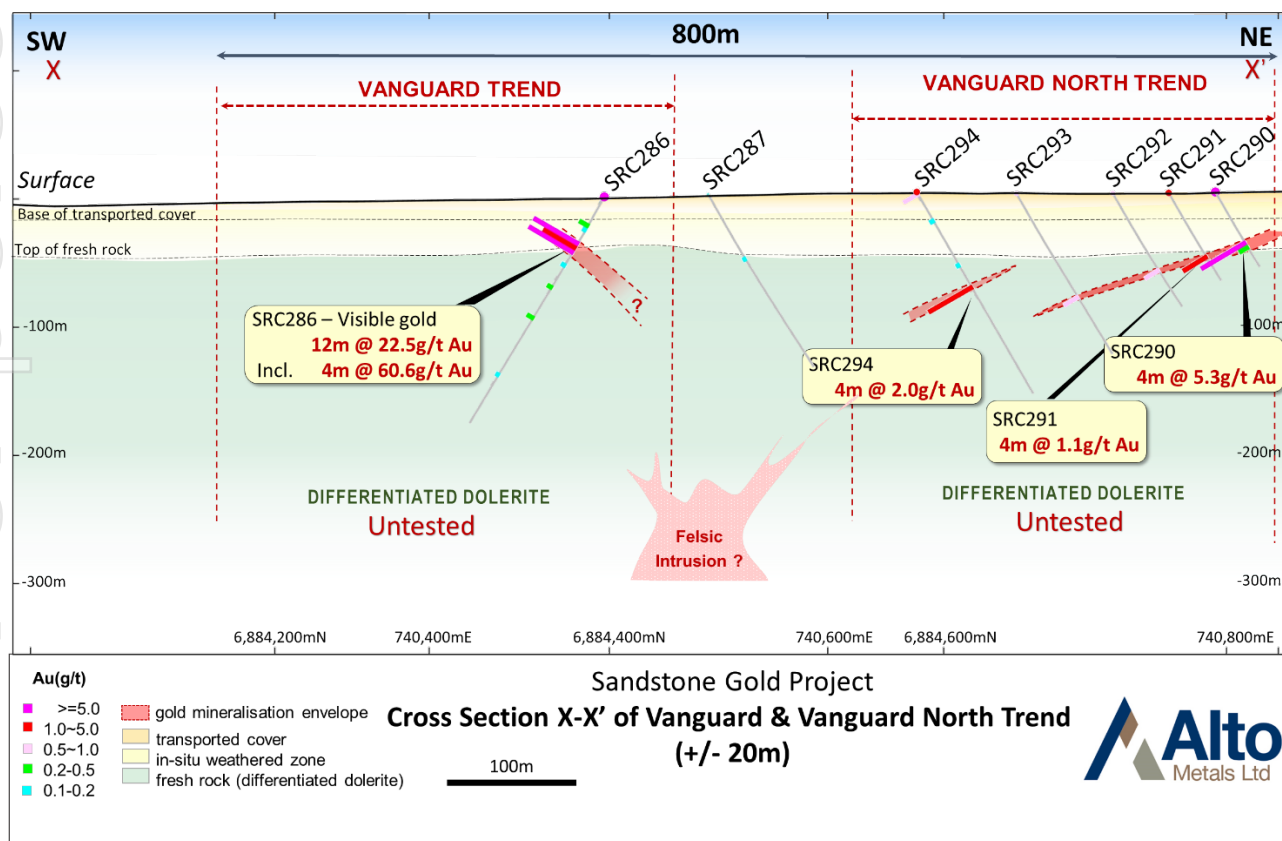 SW
X
800m
NE
X'
VANGUARD TREND
VANGUARD NORTH TREND
SRC286
SRC287
SRC294
SRC293
SRC292
SRC291
SRC290
Surface
Base of transported cover
Top of fresh rock
?
SRC286 – Visible gold
12m @ 22.5g/t Au
Incl. 4m @ 60.6g/t Au
-100m
-100m
SRC294
4m @ 2.0g/t Au
SRC290
4m @ 5.3g/t Au
SRC291
4m @ 1.1g/t Au
-200m
-200m
DIFFERENTIATED DOLERITE
Untested
DIFFERENTIATED DOLERITE
Untested
Felsic
Intrusion ?
-300m
-300m
6,884,200mN
740,400mE
6,884,400mN
740,600mE
6,884,600mN
740,800mE
Au(g/t)
>=5.0
1.0~5.0
0.5~1.0
0.2-0.5
0.1-0.2
gold mineralisation envelope
transported cover
in-situ weathered zone
fresh rock (differentiated dolerite)
Sandstone Gold Project
Cross Section X-X' of Vanguard & Vanguard North Trend
(+/- 20m)
100m
Alto
Metals Ltd